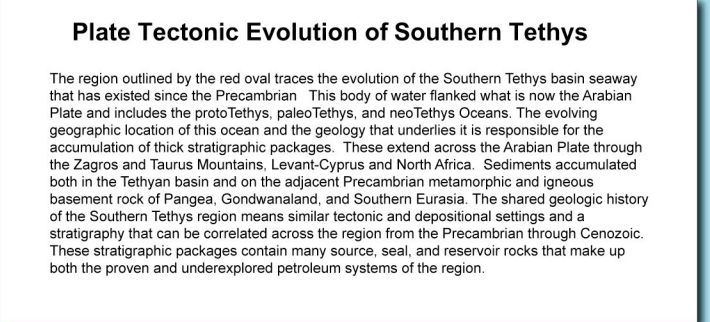 Plate Tectonic Evolution of Southern Tethys
The region outlined by the red oval traces the evolution of the Southern Tethys basin seaway
that has existed since the Precambrian   This body of water flanked what is now the Arabian
Plate and includes the protoTethys, paleoTethys, and neoTethys Oceans. The evolving
geographic location of this ocean and the geology that underlies it is responsible for the
accumulation of thick stratigraphic packages.  These extend across the Arabian Plate through
the Zagros and Taurus Mountains, Levant-Cyprus and North Africa.  Sediments accumulated
both in the Tethyan basin and on the adjacent Precambrian metamorphic and igneous
basement rock of Pangea, Gondwanaland, and Southern Eurasia. The shared geologic history
of the Southern Tethys region means similar tectonic and depositional settings and a
stratigraphy that can be correlated across the region from the Precambrian through Cenozoic.
These stratigraphic packages contain many source, seal, and reservoir rocks that make up
both the proven and underexplored petroleum systems of the region.